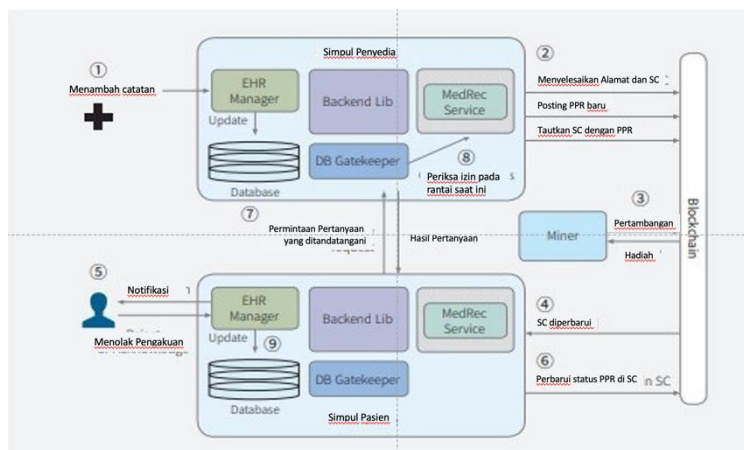 Simpul Penyedia
①
Menambah catatan
EHR
Manager
Update
Database
Backend Lib
DB Gatekeeper
MedRec
Service
⑧
Periksa izin pada
rantai saat ini
②
Menyelesaikan Alamat dan SC
Posting PPR baru
Tautkan SC dengan PPR
⑦
Permintaan Pertanyaan
yang ditandatangani
Hasil Pertanyaan
③
Pertambangan
Miner
Hadiah
Blockchain
⑤
Notifikasi
Menolak Pengakuan
EHR
Manager
Update
⑨
Database
Backend Lib
DB Gatekeeper
MedRec
Service
Simpul Pasien
④
SC diperbarui
⑥
Perbarui status PPR di SC
n SC